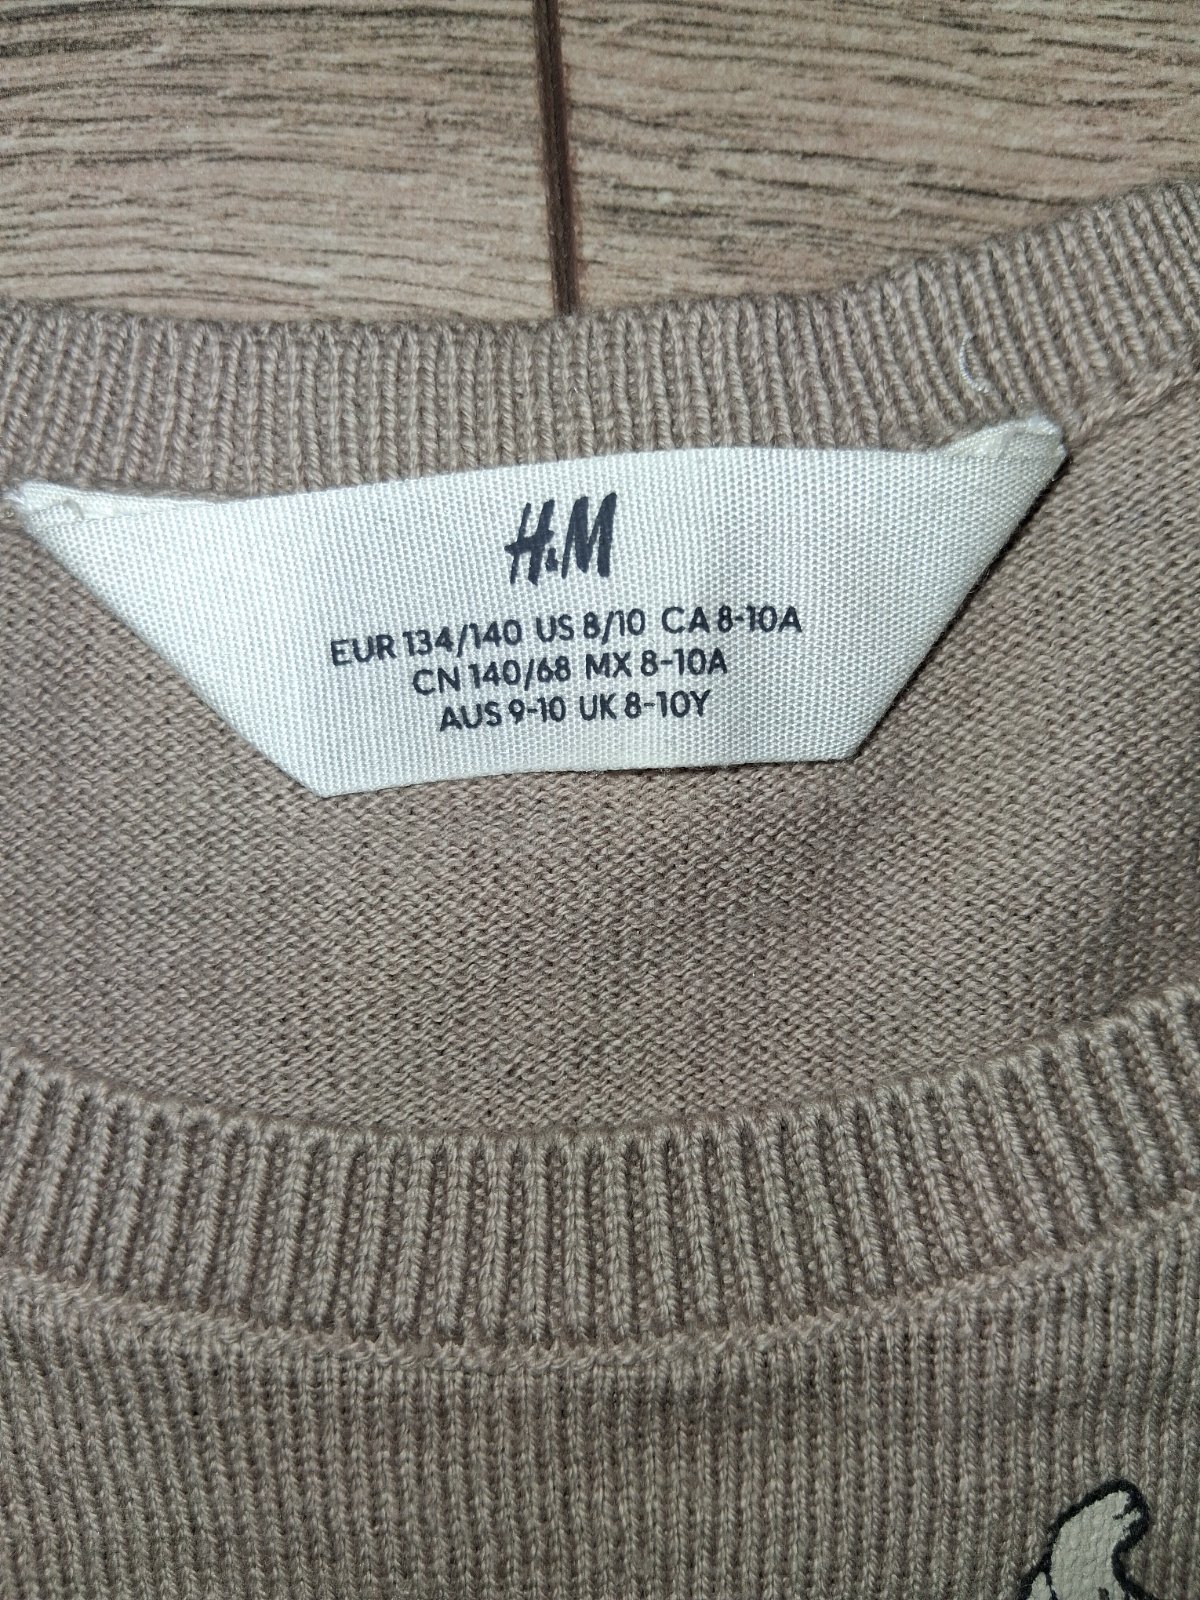 H&M
EUR 134/140 US 8/10 CA 8-10A
CN 140/68 MX 8-10A
AUS 9-10 UK 8-10Y